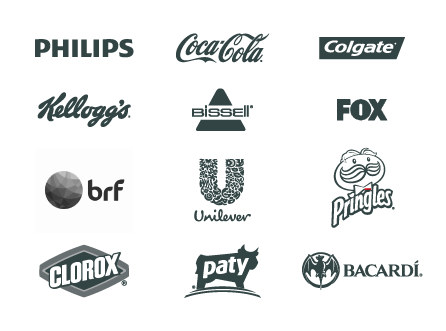 PHILIPS
Coca-Cola
Colgate
Kellogg's
BISSELL
FOX
brf
Unilever
Pringles
CLOROX
paty
BACARDÍ